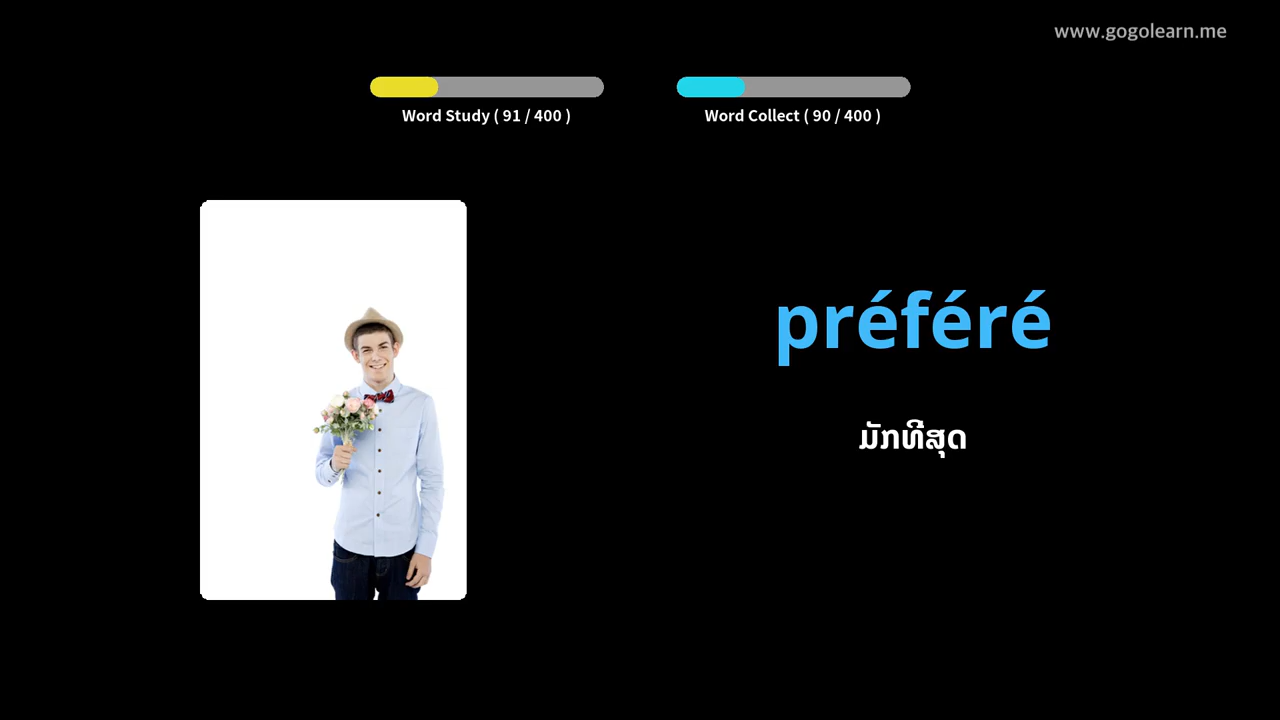 www.gogolearn.me
Word Study ( 91 / 400 )
Word Collect ( 90 / 400 )
préféré
ມັກທີ່ສຸດ